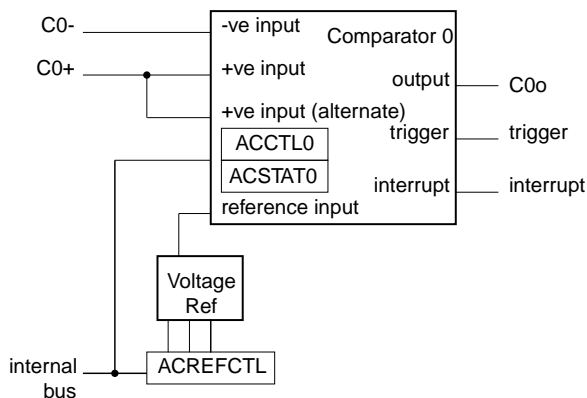 C0-
-ve input
Comparator 0
C0+
+ve input
output
C0o
+ve input (alternate)
trigger
trigger
ACCTL0
ACSTAT0
interrupt
interrupt
reference input
Voltage
Ref
internal
bus
ACREFCTL